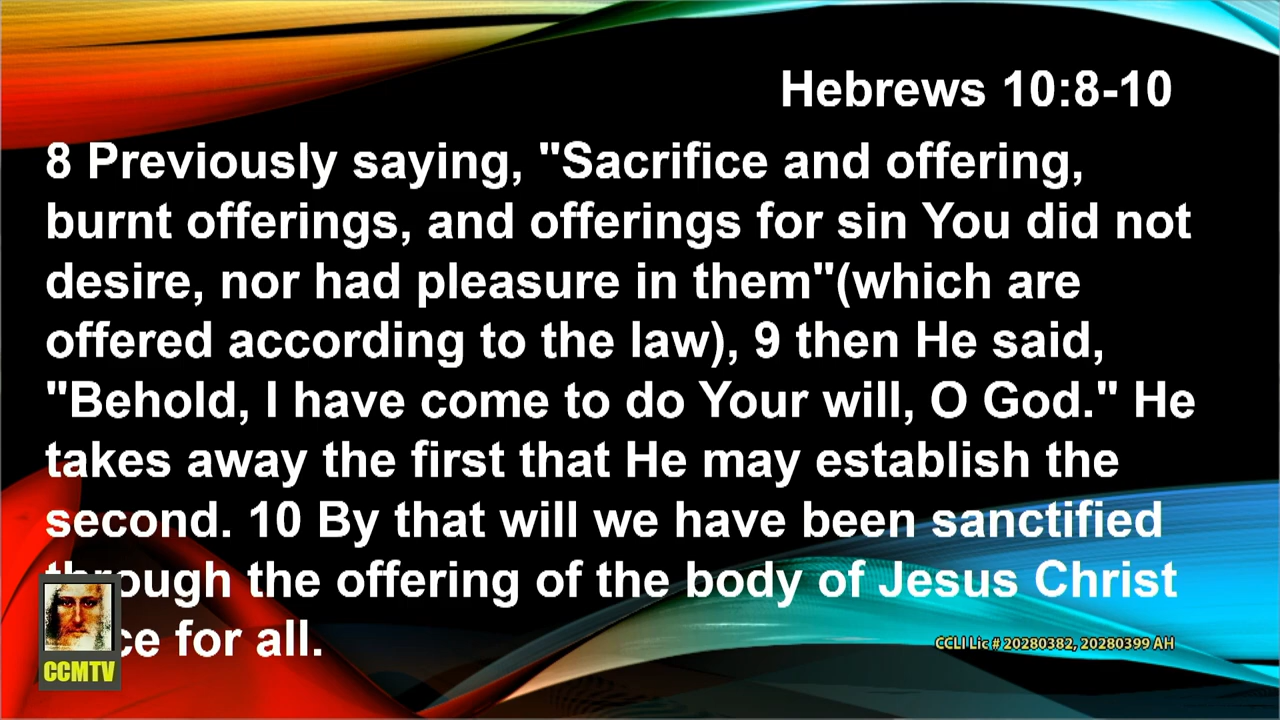 Hebrews 10:8-10
8 Previously saying, "Sacrifice and offering,
burnt offerings, and offerings for sin You did not
desire, nor had pleasure in them"(which are
offered according to the law), 9 then He said,
"Behold, I have come to do Your will, O God." He
takes away the first that He may establish the
second. 10 By that will we have been sanctified
through the offering of the body of Jesus Christ
for all.
CCLI Lic # 20280382, 20280399 AH
CCMTV